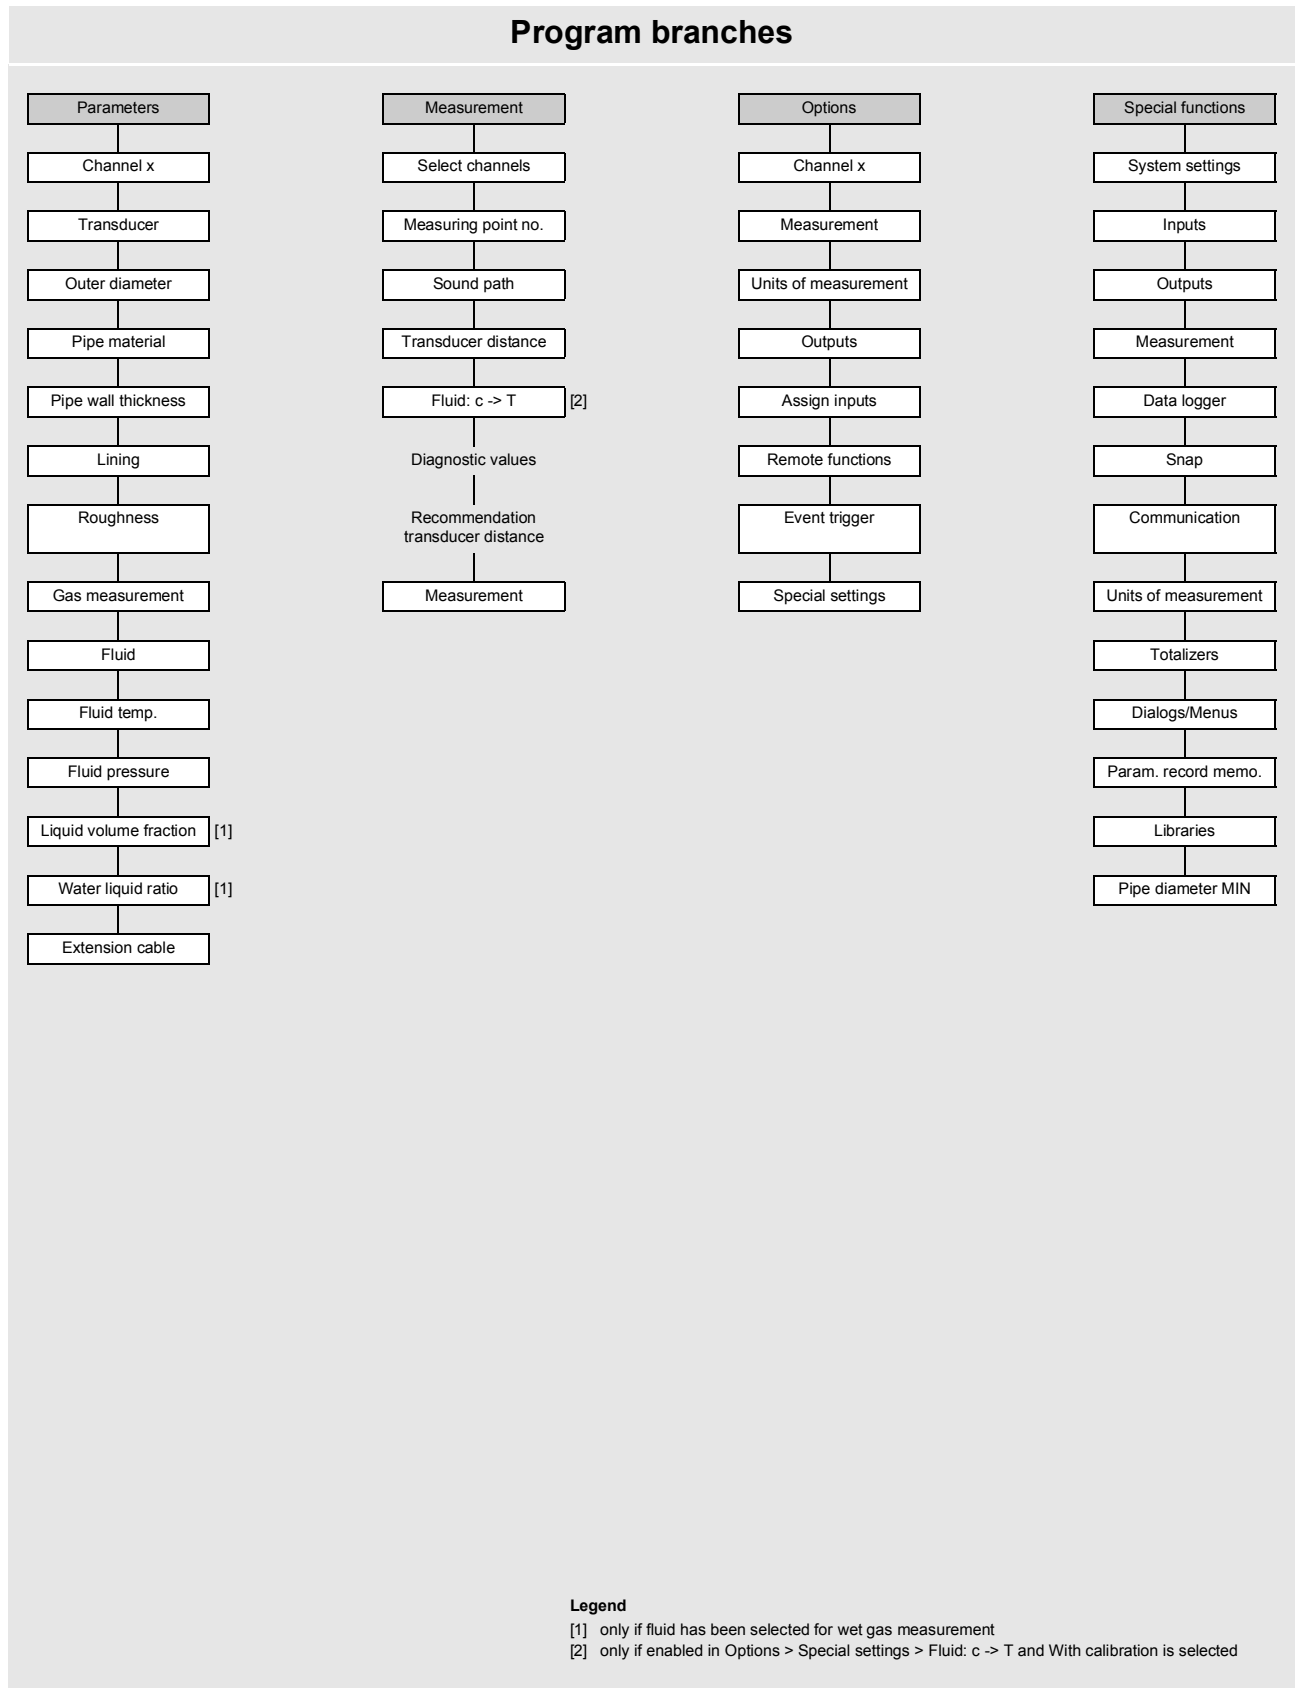 Program branches
Parameters
Channel x
Transducer
Outer diameter
Pipe material
Pipe wall thickness
Lining
Roughness
Gas measurement
Fluid
Fluid temp.
Fluid pressure
Liquid volume fraction [1]
Water liquid ratio [1]
Extension cable
Measurement
Select channels
Measuring point no.
Sound path
Transducer distance
Fluid: c -> T [2]
Diagnostic values
Recommendation
transducer distance
Measurement
Options
Channel x
Measurement
Units of measurement
Outputs
Assign inputs
Remote functions
Event trigger
Special settings
Special functions
System settings
Inputs
Outputs
Measurement
Data logger
Snap
Communication
Units of measurement
Totalizers
Dialogs/Menus
Param. record memo.
Libraries
Pipe diameter MIN
Legend
[1] only if fluid has been selected for wet gas measurement
[2] only if enabled in Options > Special settings > Fluid: c -> T and With calibration is selected